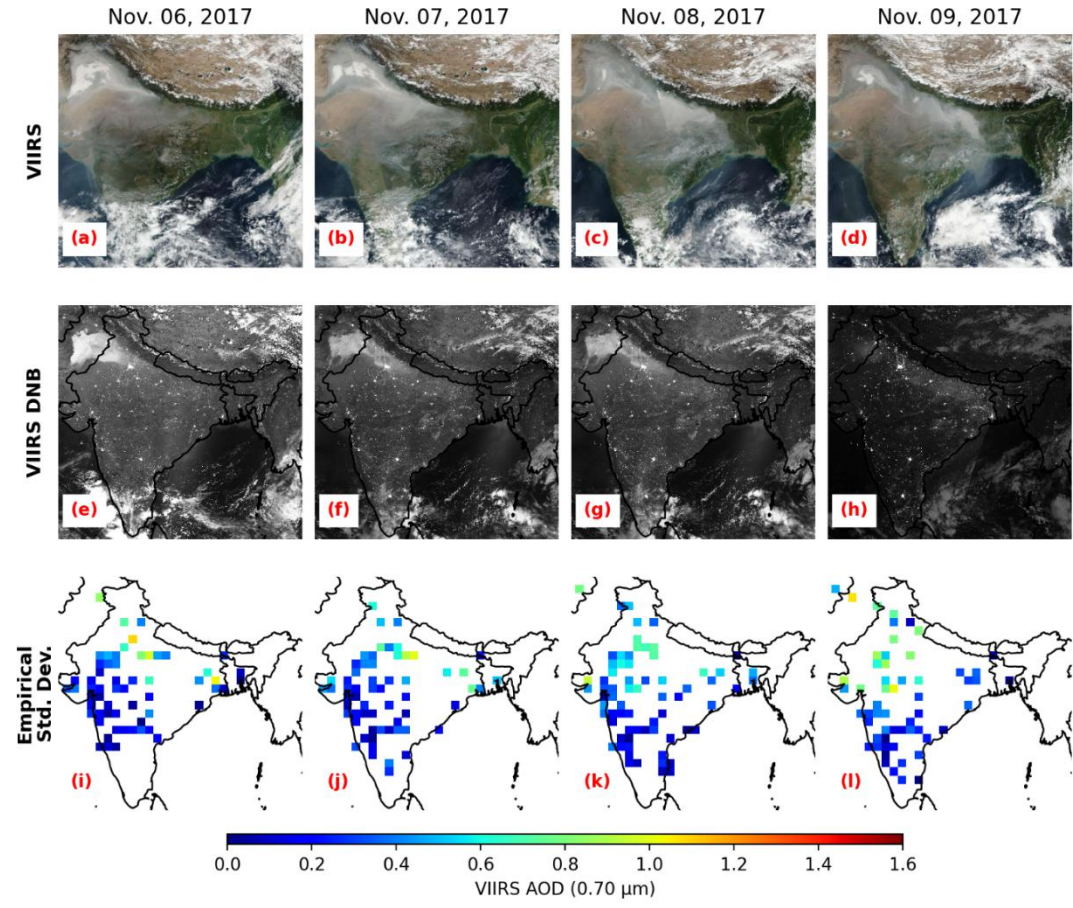 Nov. 06, 2017 Nov. 07, 2017 Nov. 08, 2017 Nov. 09, 2017
VIIRS
(a) (b) (c) (d)
VIIRS DNB
(e) (f) (g) (h)
Empirical
Std. Dev.
(i) (j) (k) (l)
0.0 0.2 0.4 0.6 0.8 1.0 1.2 1.4 1.6
VIIRS AOD (0.70 μm)